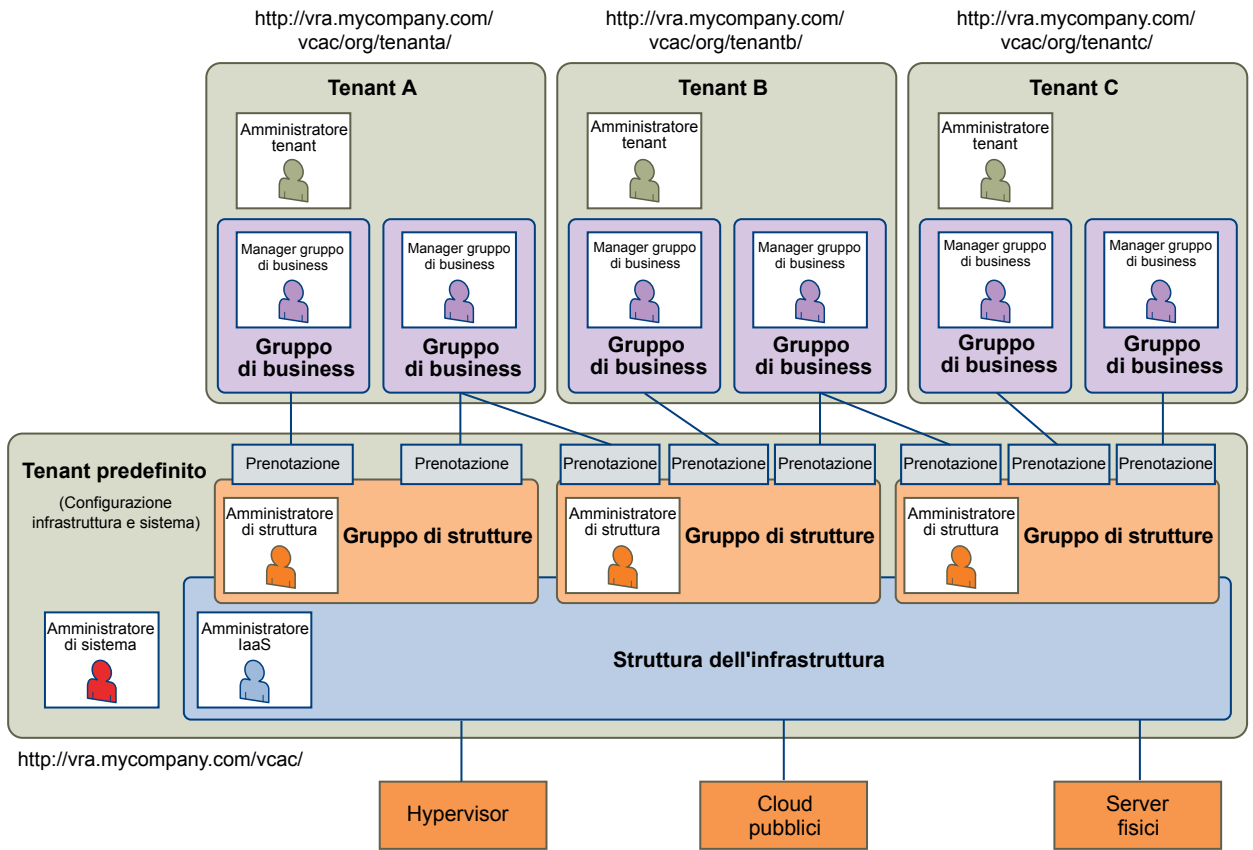 http://vra.mycompany.com/
vcac/org/tenanta/
http://vra.mycompany.com/
vcac/org/tenantb/
http://vra.mycompany.com/
vcac/org/tenantc/
Tenant A
Amministratore
tenant
Manager gruppo
di business
Gruppo
di business
Manager gruppo
di business
Gruppo
di business
Tenant B
Amministratore
tenant
Manager gruppo
di business
Gruppo
di business
Manager gruppo
di business
Gruppo
di business
Tenant C
Amministratore
tenant
Manager gruppo
di business
Gruppo
di business
Manager gruppo
di business
Gruppo
di business
Tenant predefinito
(Configurazione
infrastruttura e sistema)
Prenotazione
Prenotazione
Prenotazione
Prenotazione
Prenotazione
Prenotazione
Prenotazione
Prenotazione
Amministratore
di struttura
Gruppo di strutture
Amministratore
di struttura
Gruppo di strutture
Amministratore
di struttura
Gruppo di strutture
Amministratore
di sistema
Amministratore
IaaS
Struttura dell'infrastruttura
http://vra.mycompany.com/vcac/
Hypervisor
Cloud
pubblici
Server
fisici